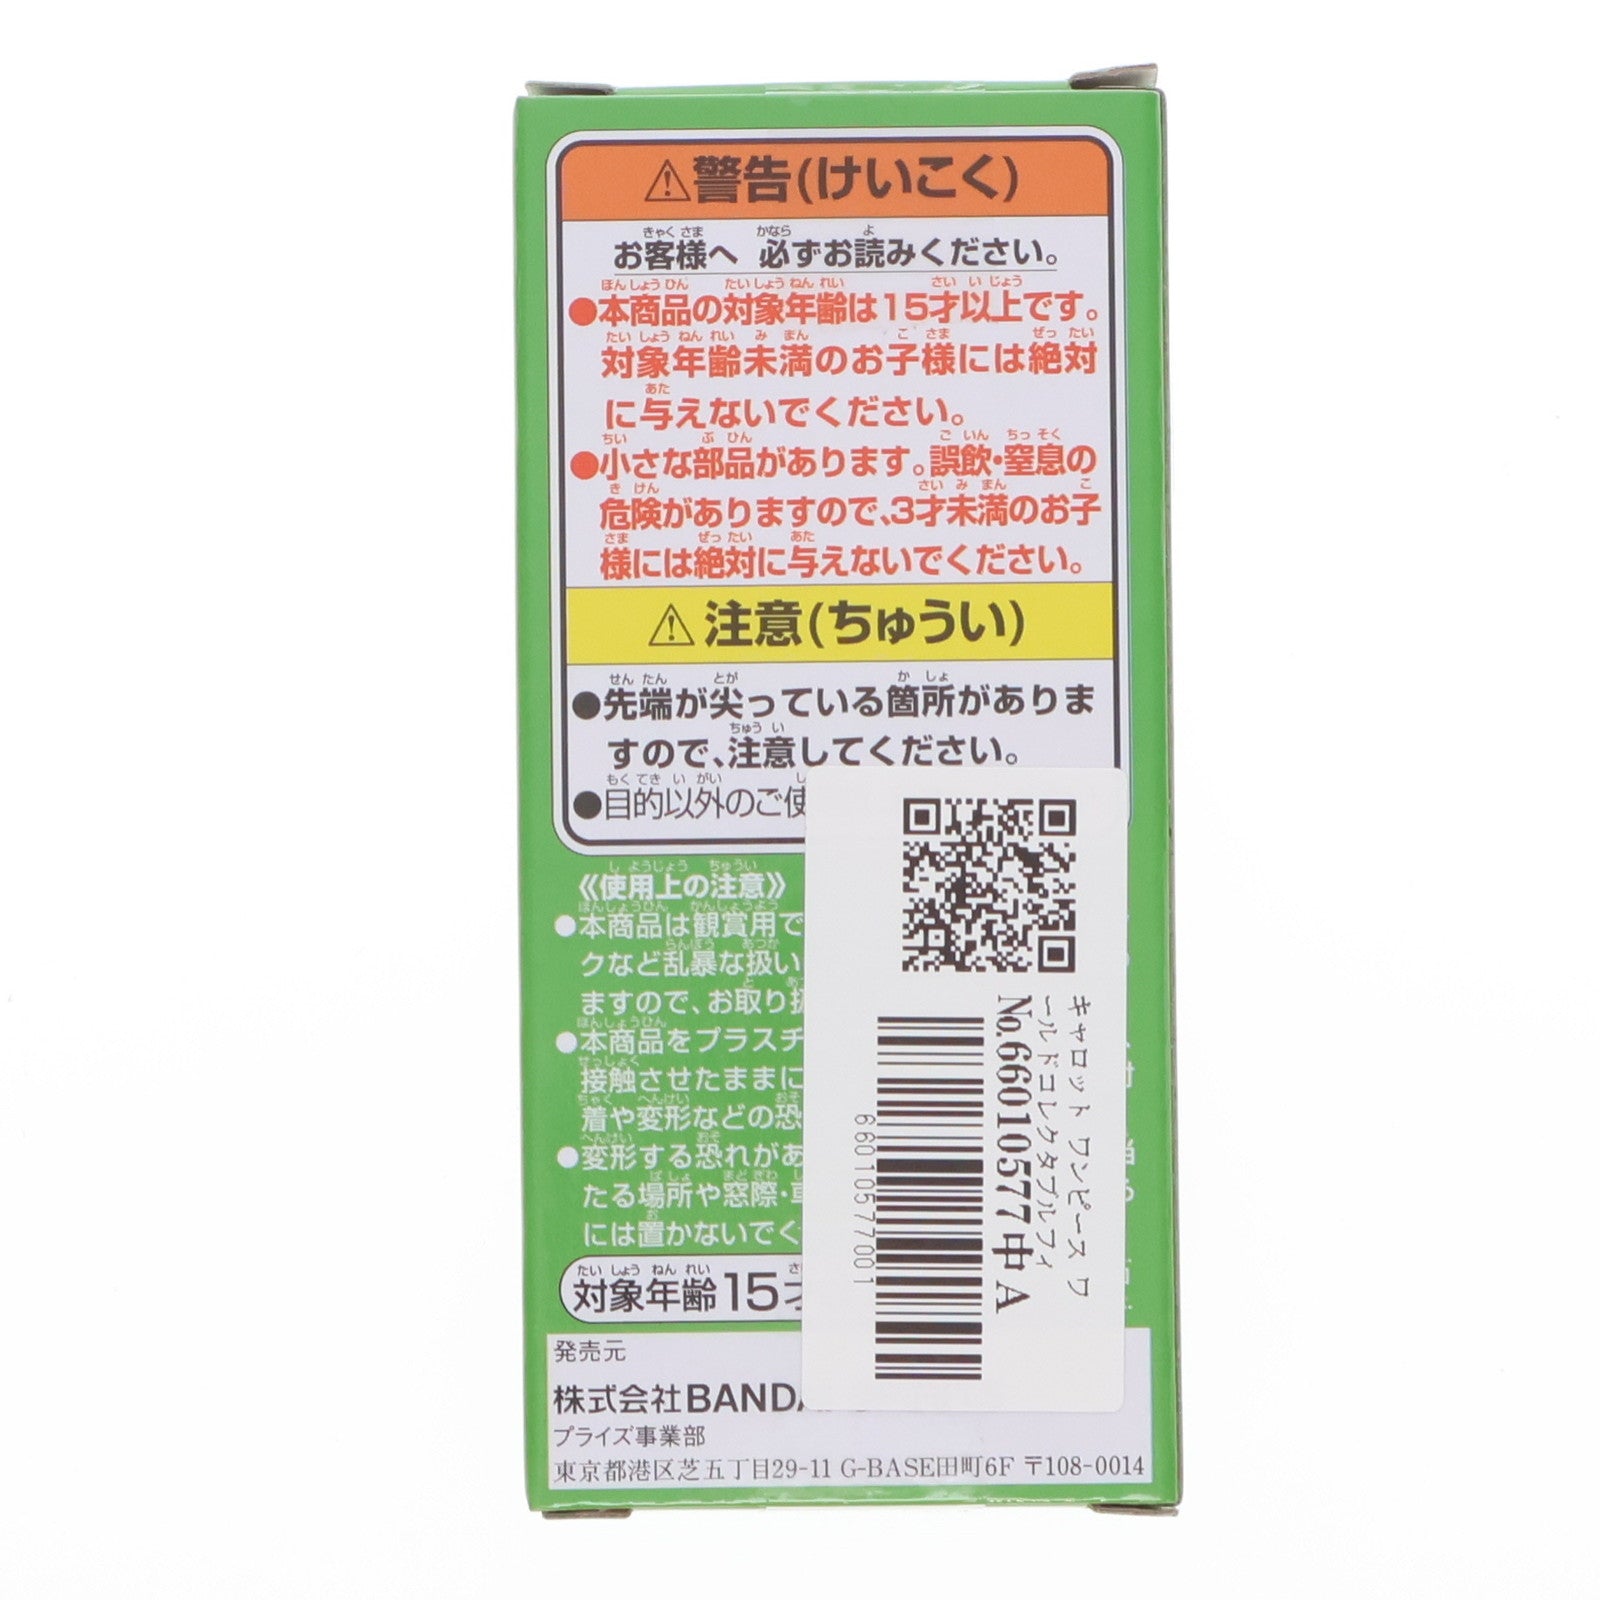 ⚠警告(けいこく)
お客様へ 必ずお読みください。
●本商品の対象年齢は15才以上です。
対象年齢未満のお子様には絶対
に与えないでください。
●小さな部品があります。誤飲・窒息の
危険がありますので、3才未満のお子
様には絶対に与えないでください。
⚠注意(ちゅうい)
●先端が尖っている箇所がありま
すので、注意してください。
●目的以外のご使
《使用上の注意》
●本商品は観賞用で
クなど乱暴な扱い
ますので、お取り扱
●本商品をプラスチ
接触させたままに
着や変形などの恐
●変形する恐れがあ
たる場所や窓際・車
には置かないでく
対象年齢15才
発売元
株式会社BANDA
プライズ事業部
東京都港区芝五丁目29-11 G-BASE田町6F 〒108-0014
キャロット ワンピース ワ
ールドコレクタブルフィ
No.66010577中A
66010577001